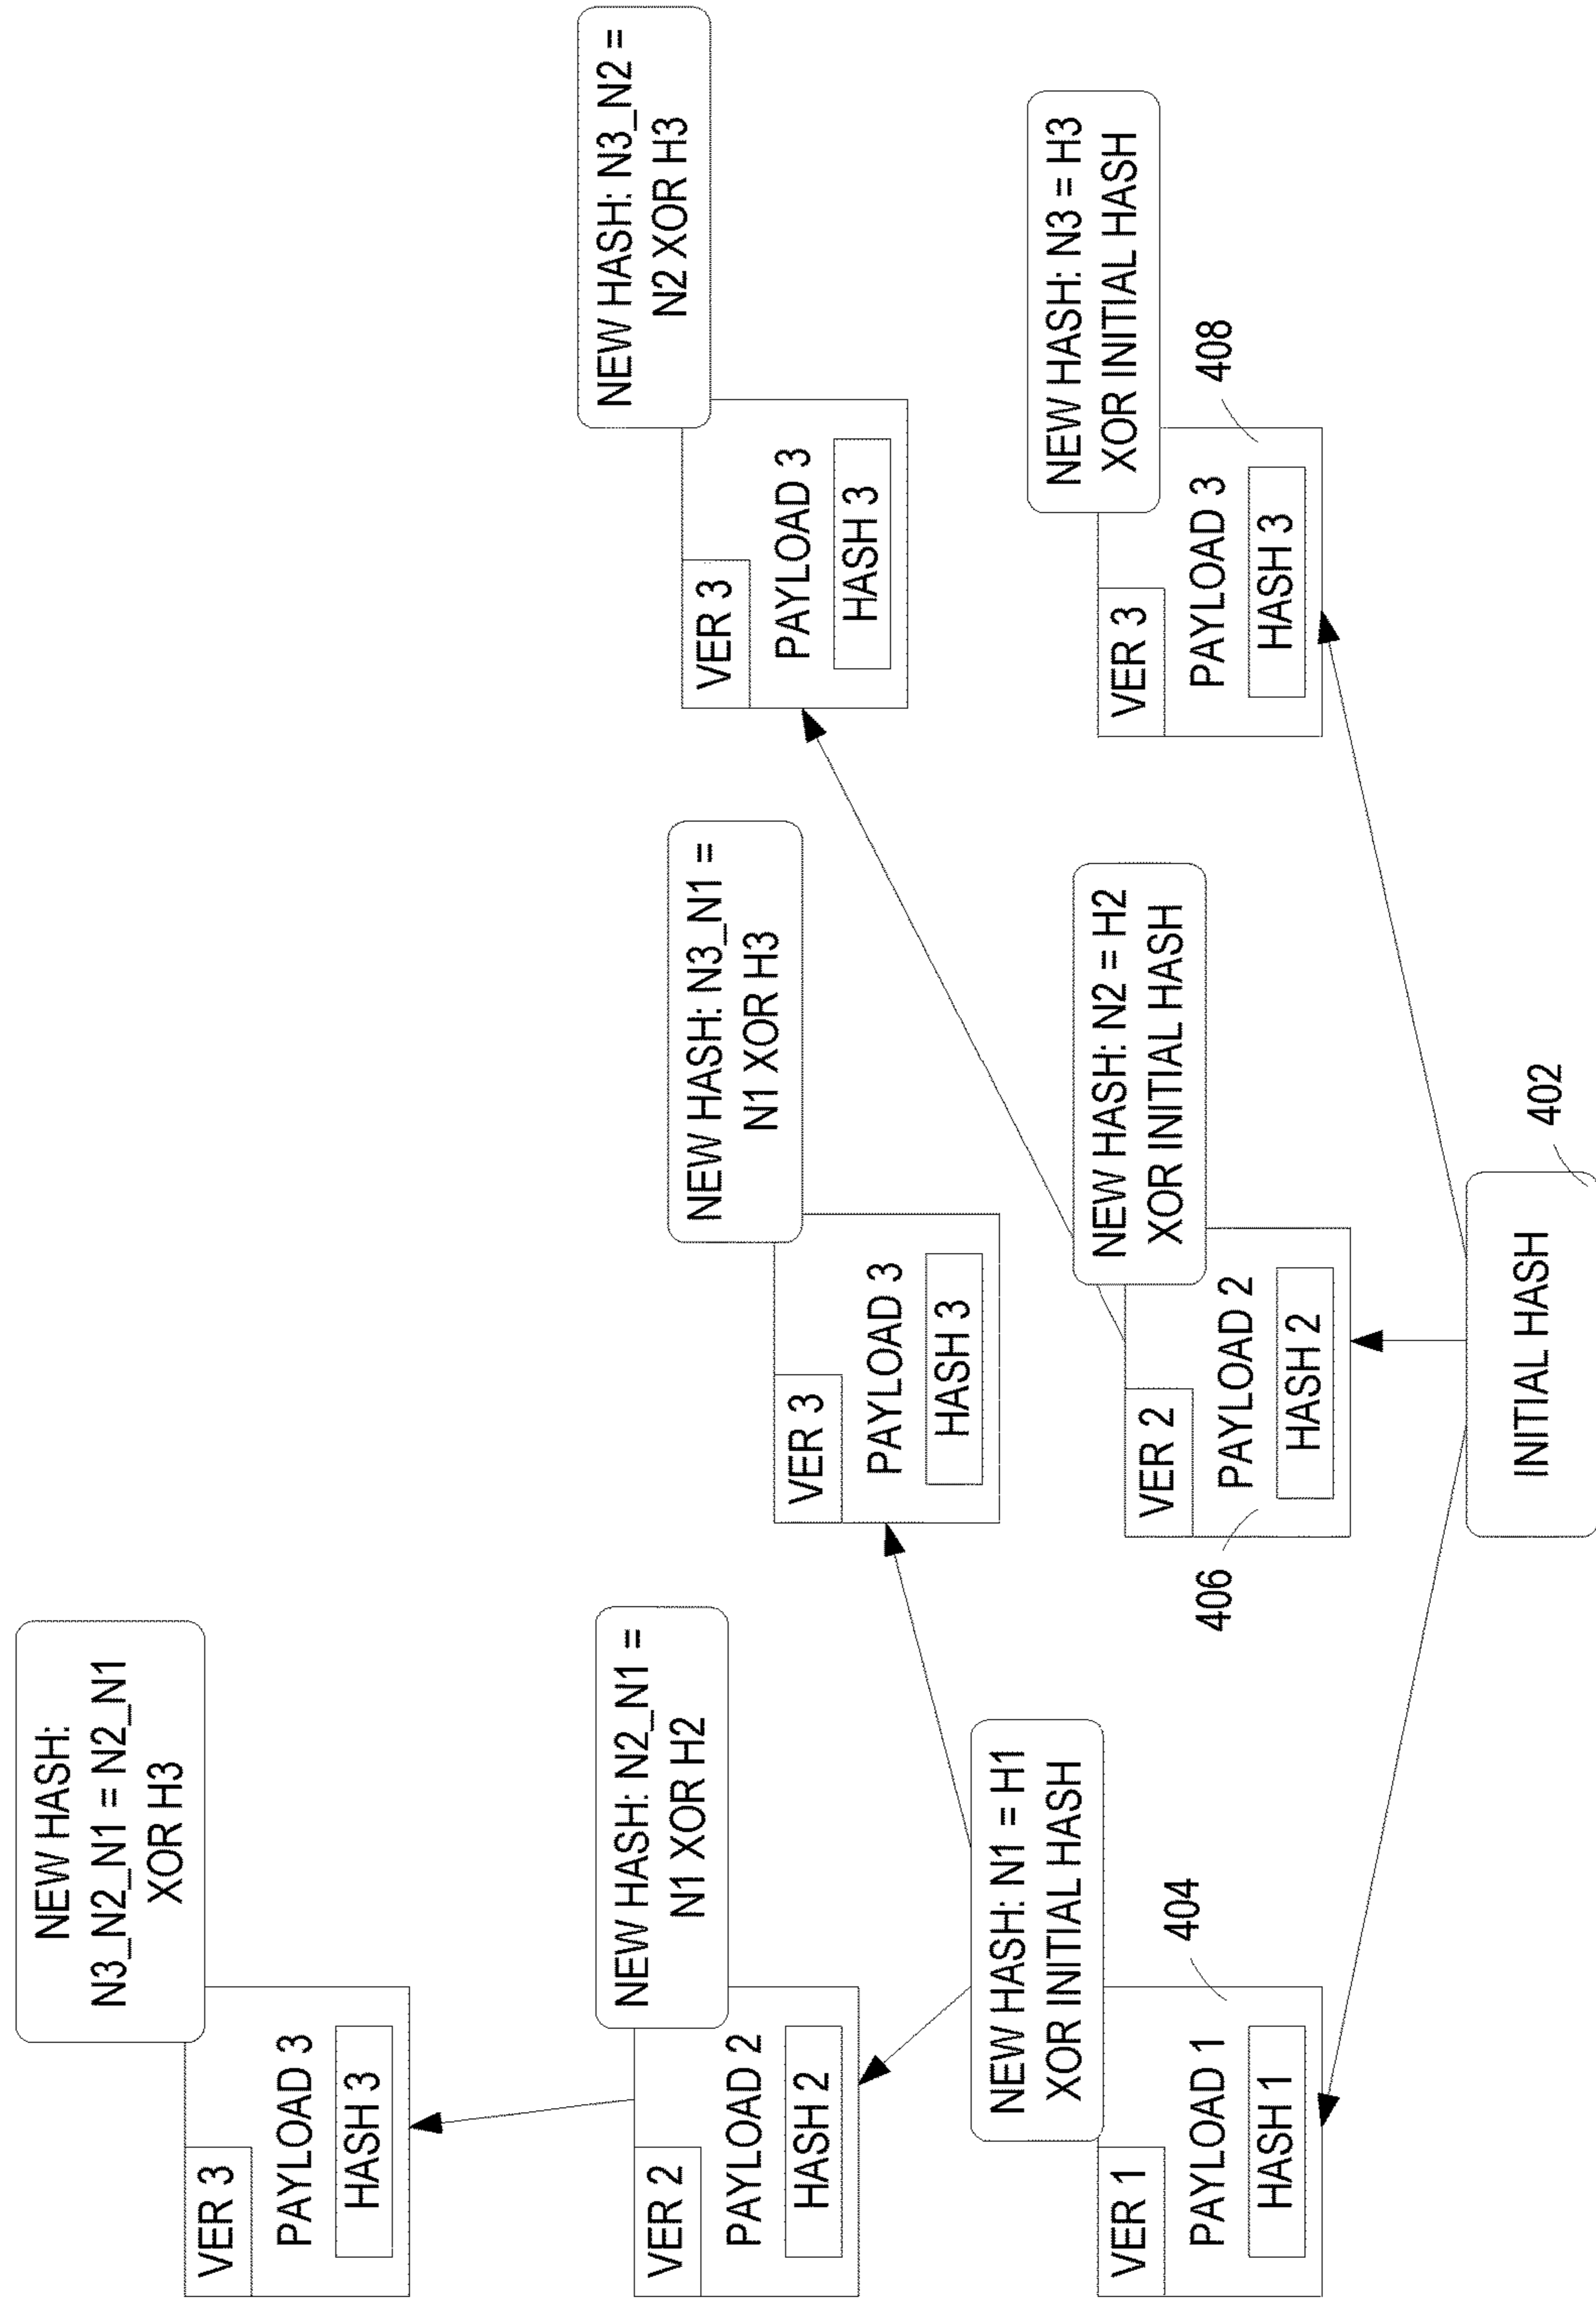 NEW HASH:
N3_N2_N1 = N2_N1
XOR H3
VER 3
PAYLOAD 3
HASH 3
NEW HASH: N2_N1 =
N1 XOR H2
VER 2
PAYLOAD 2
HASH 2
NEW HASH: N3_N1 =
N1 XOR H3
VER 3
PAYLOAD 3
HASH 3
NEW HASH: N3_N2 =
N2 XOR H3
VER 3
PAYLOAD 3
HASH 3
NEW HASH: N1 = H1
XOR INITIAL HASH
VER 1
PAYLOAD 1
HASH 1
404
NEW HASH: N2 = H2
XOR INITIAL HASH
VER 2
PAYLOAD 2
HASH 2
406
NEW HASH: N3 = H3
XOR INITIAL HASH
VER 3
PAYLOAD 3
HASH 3
408
INITIAL HASH
402